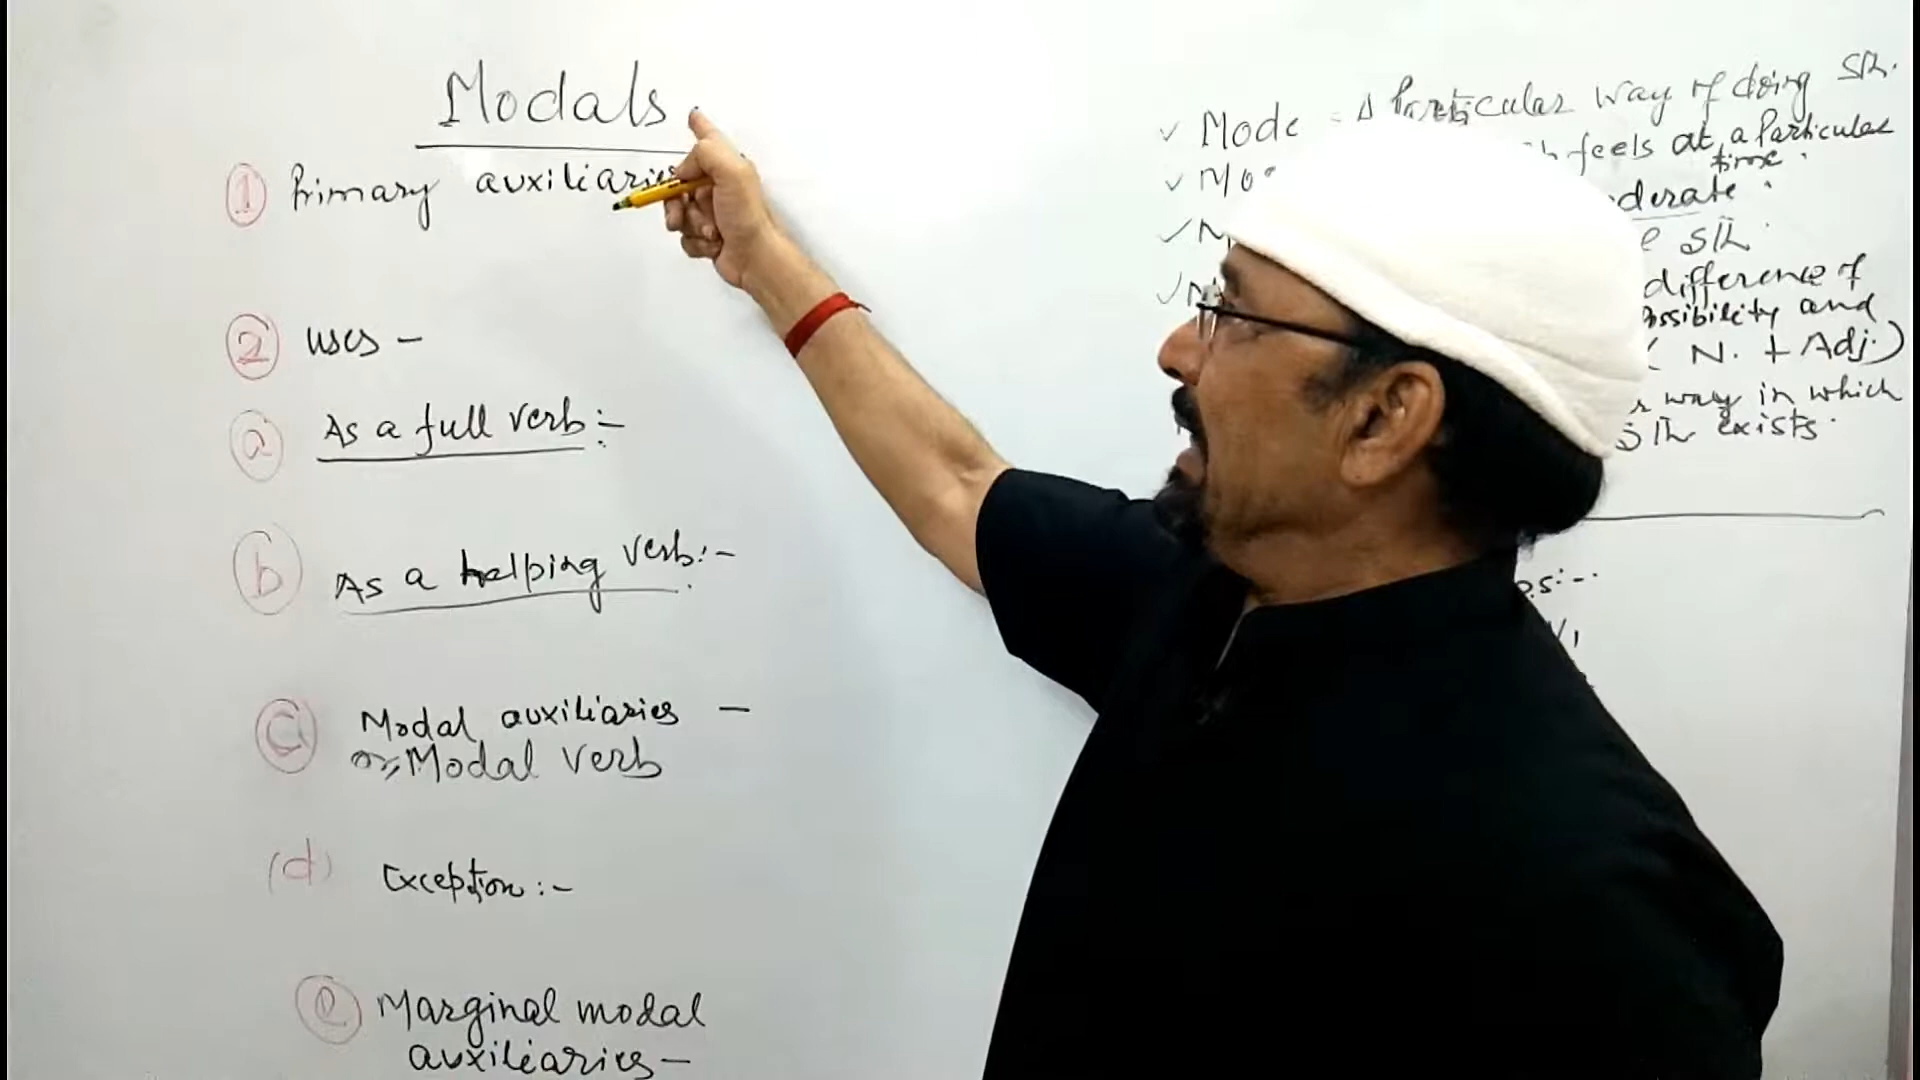 Modals
① Primary auxiliaries
② uses –
ⓐ As a full verb:–
ⓑ As a helping verb:–
ⓒ Modal auxiliaries –
or, Modal verb
(d) Exception:–
ⓔ Marginal modal
auxiliaries –
✓ Mode = A Particular way of doing Sth.
✓ Mo feels at a Particular
time.
derate.
✓ Sth.
✓ difference of
possibility and
( N. + Adj.)
way in which
Sth exists.
V1